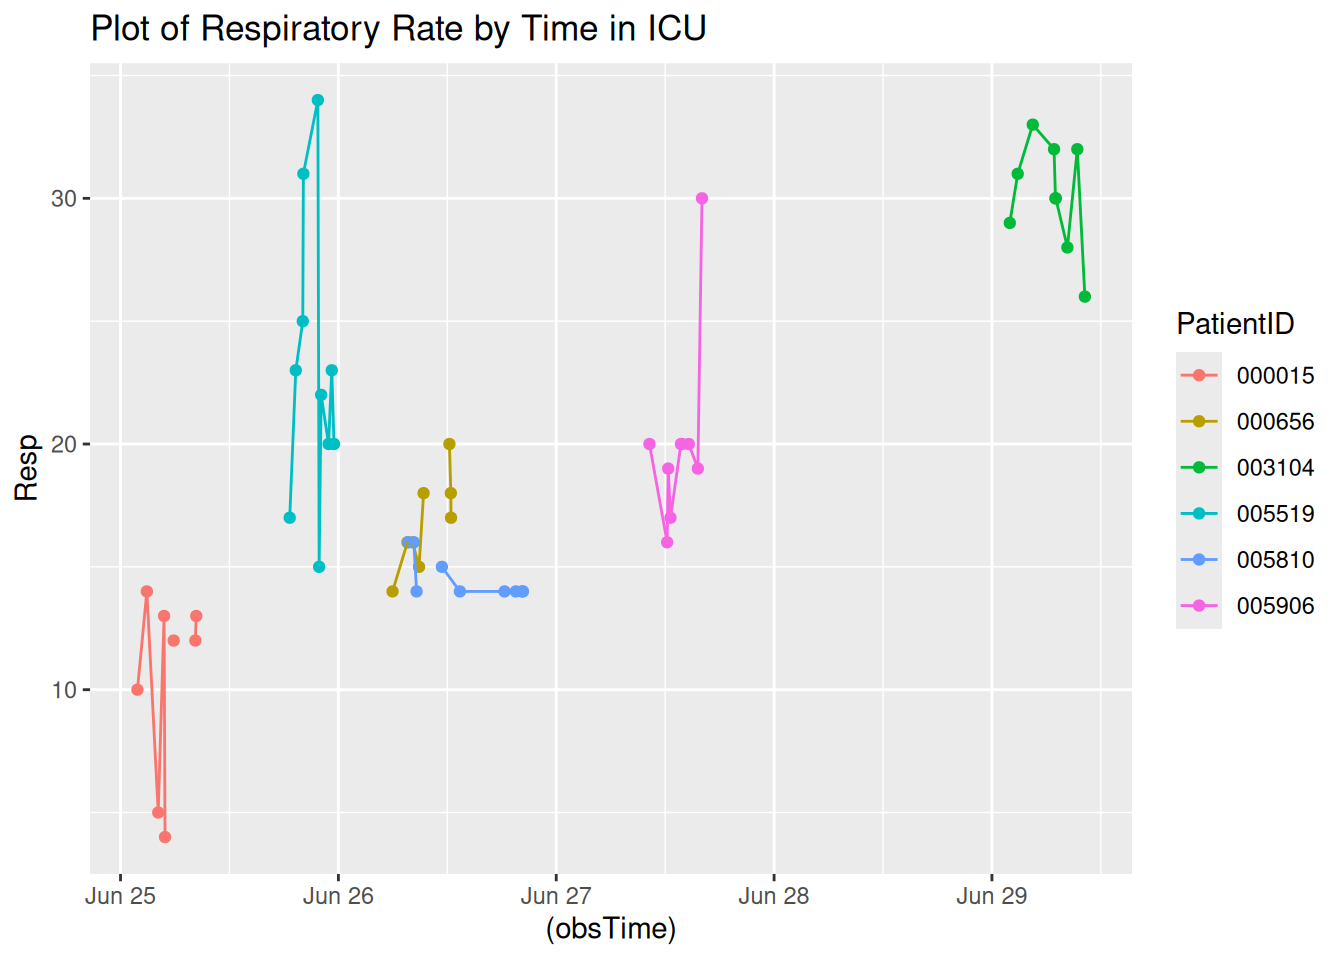 Plot of Respiratory Rate by Time in ICU
Resp
30
20
10
Jun 25
Jun 26
Jun 27
Jun 28
Jun 29
(obsTime)
PatientID
000015
000656
003104
005519
005810
005906